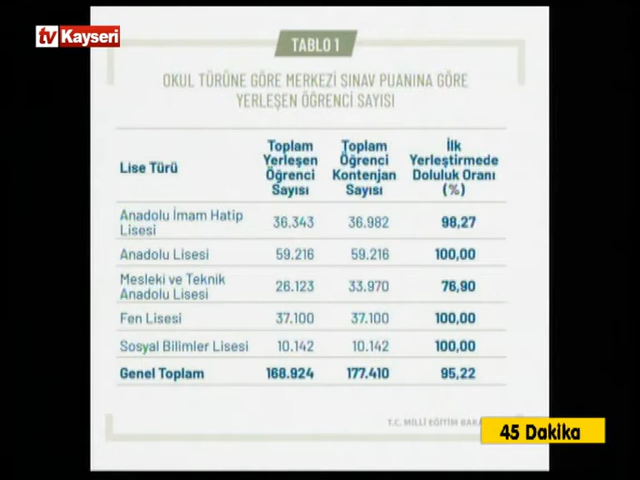 tv Kayseri
TABLO 1
OKUL TÜRÜNE GÖRE MERKEZİ SINAV PUANINA GÖRE
YERLEŞEN ÖĞRENCİ SAYISI
Lise Türü
Toplam
Yerleşen
Öğrenci
Sayısı
Toplam
Öğrenci
Kontenjan
Sayısı
İlk
Yerleştirmede
Doluluk Oranı
(%)
Anadolu İmam Hatip
Lisesi
36.343 36.982 98,27
Anadolu Lisesi 59.216 59.216 100,00
Mesleki ve Teknik
Anadolu Lisesi
26.123 33.970 76,90
Fen Lisesi 37.100 37.100 100,00
Sosyal Bilimler Lisesi 10.142 10.142 100,00
Genel Toplam 168.924 177.410 95,22
T.C. MİLLİ EĞİTİM
45 Dakika